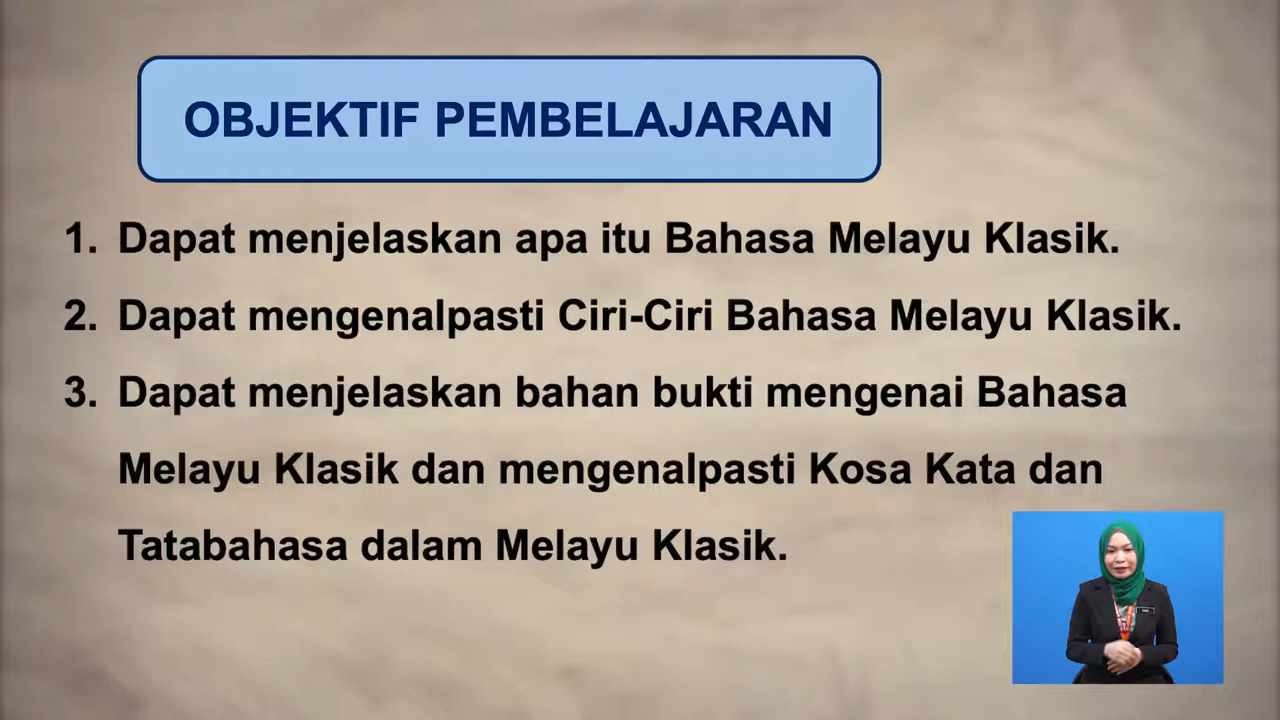 OBJEKTIF PEMBELAJARAN
1. Dapat menjelaskan apa itu Bahasa Melayu Klasik.
2. Dapat mengenalpasti Ciri-Ciri Bahasa Melayu Klasik.
3. Dapat menjelaskan bahan bukti mengenai Bahasa
Melayu Klasik dan mengenalpasti Kosa Kata dan
Tatabahasa dalam Melayu Klasik.